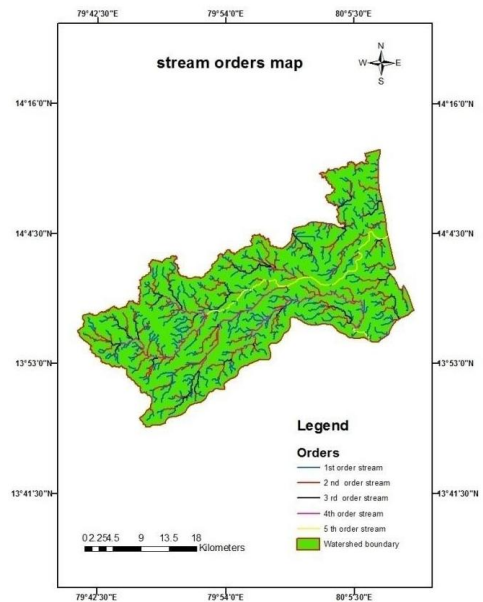 79°42'30"E 79°54'0"E 80°5'30"E
stream orders map
N
W E
S
14°16'0"N 14°16'0"N
14°4'30"N 14°4'30"N
13°53'0"N 13°53'0"N
Legend
Orders
1st order stream
2 nd order stream
3 rd order stream
4th order stream
5 th order stream
Watershed boundary
13°41'30"N 13°41'30"N
0 2.25 4.5 9 13.5 18
Kilometers
79°42'30"E 79°54'0"E 80°5'30"E